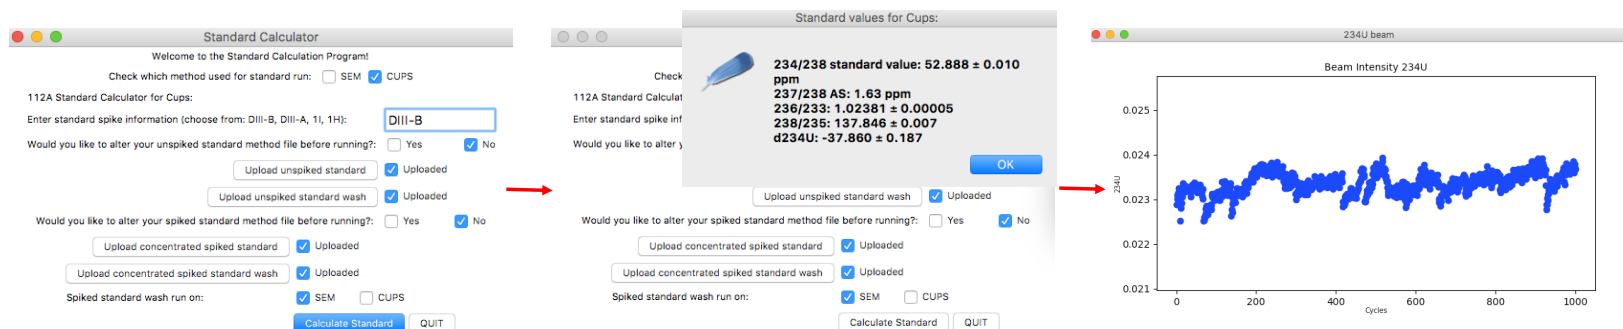 Standard Calculator
Welcome to the Standard Calculation Program!
Check which method used for standard run: SEM CUPS
112A Standard Calculator for Cups:
Enter standard spike information (choose from: DIII-B, DIII-A, 1I, 1H): DIII-B
Would you like to alter your unspiked standard method file before running?: Yes No
Upload unspiked standard Uploaded
Upload unspiked standard wash Uploaded
Would you like to alter your spiked standard method file before running?: Yes No
Upload concentrated spiked standard Uploaded
Upload concentrated spiked standard wash Uploaded
Spiked standard wash run on: SEM CUPS
Calculate Standard QUIT
Standard values for Cups:
234/238 standard value: 52.888 ± 0.010
ppm
237/238 AS: 1.63 ppm
236/233: 1.02381 ± 0.00005
238/235: 137.846 ± 0.007
d234U: -37.860 ± 0.187
OK
Check
112A Standard Calculat
Enter standard spike inf
Would you like to alter y
Upload unspiked standard wash Uploaded
Would you like to alter your spiked standard method file before running?: Yes No
Upload concentrated spiked standard Uploaded
Upload concentrated spiked standard wash Uploaded
Spiked standard wash run on: SEM CUPS
Calculate Standard QUIT
234U beam
Beam Intensity 234U
0.025
0.024
0.023
0.022
0.021
234U
0 200 400 600 800 1000
Cycles